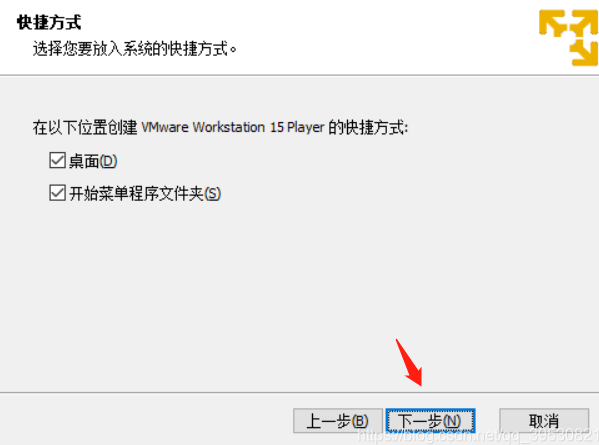 快捷方式
选择您要放入系统的快捷方式。
在以下位置创建 VMware Workstation 15 Player 的快捷方式:
桌面(D)
开始菜单程序文件夹(S)
上一步(B) 下一步(N) 取消